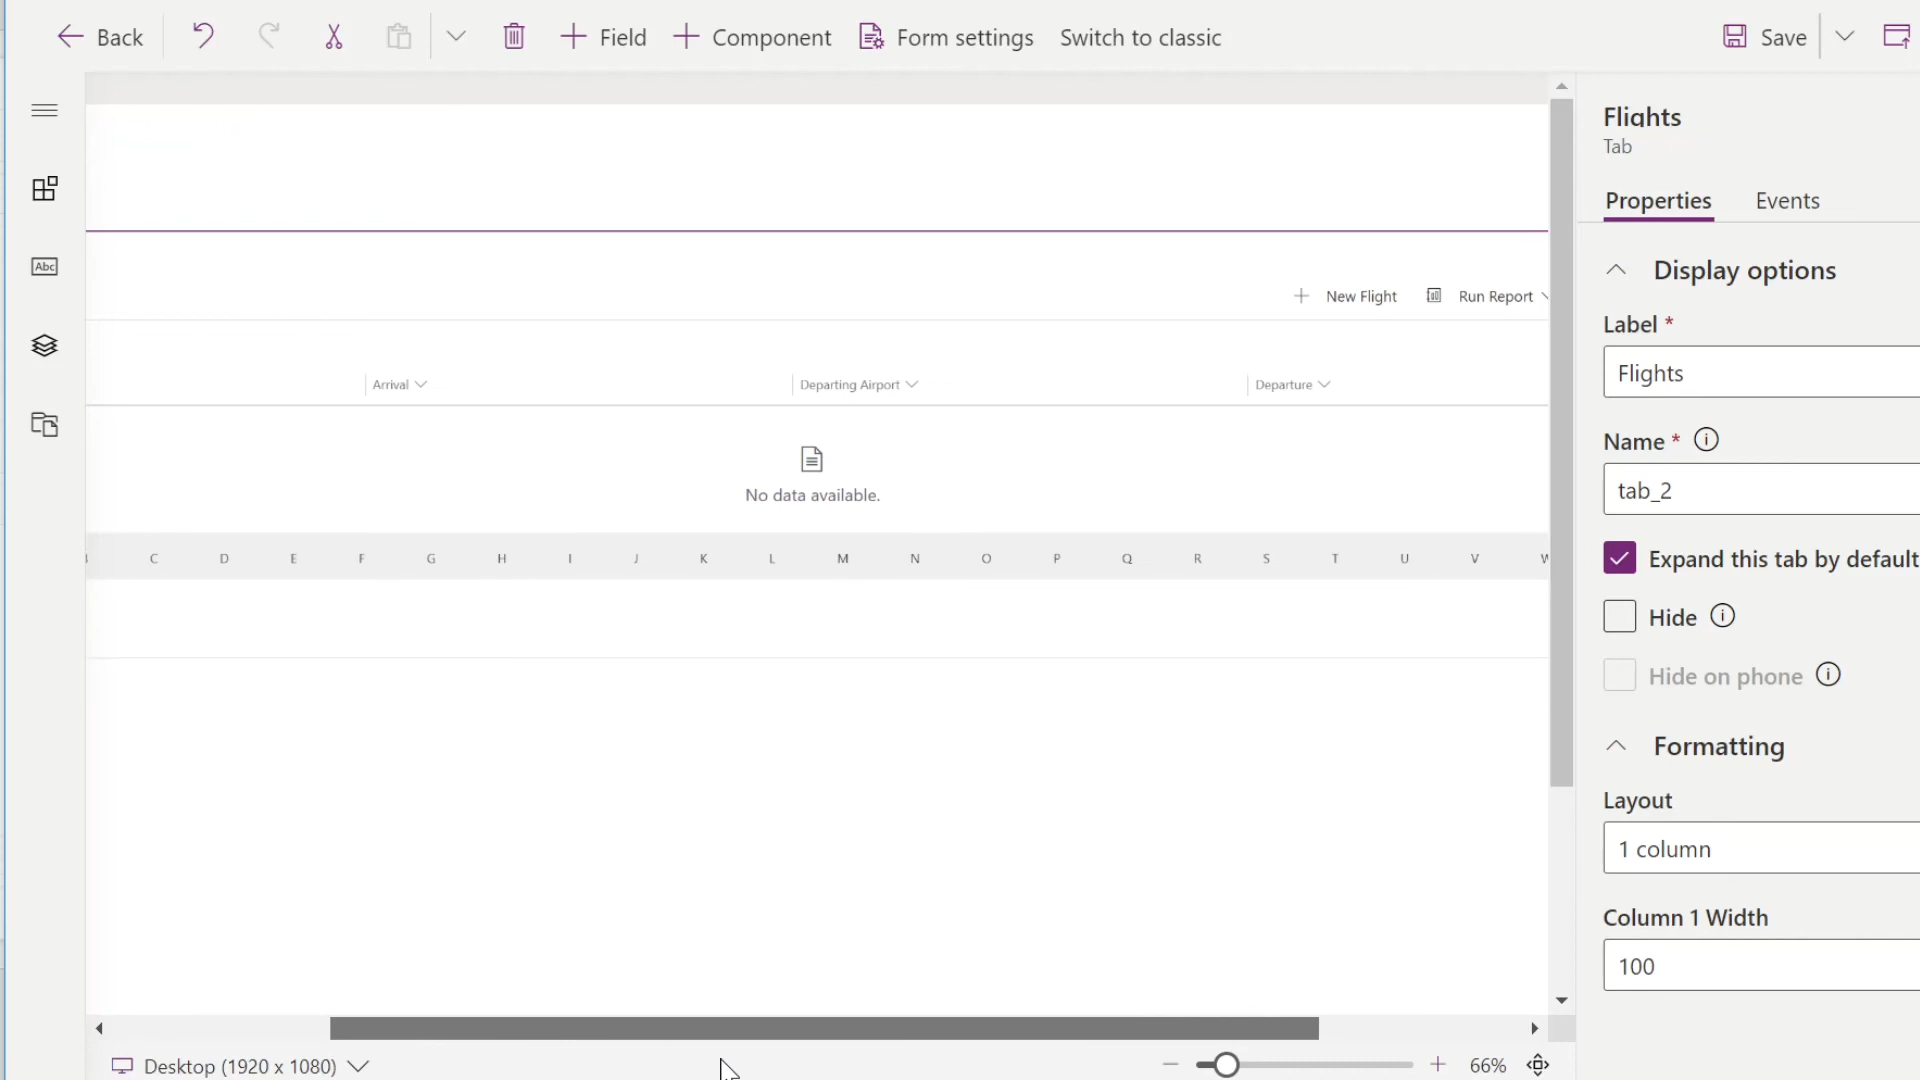 Back
Field
Component
Form settings
Switch to classic
Save
Abc
Flights
Tab
Properties
Events
Display options
New Flight
Run Report
Label *
Flights
Arrival
Departing Airport
Departure
Name *
tab_2
No data available.
C D E F G H I J K L M N O P Q R S T U V W
Expand this tab by default
Hide
Hide on phone
Formatting
Layout
1 column
Column 1 Width
100
Desktop (1920 x 1080)
66%